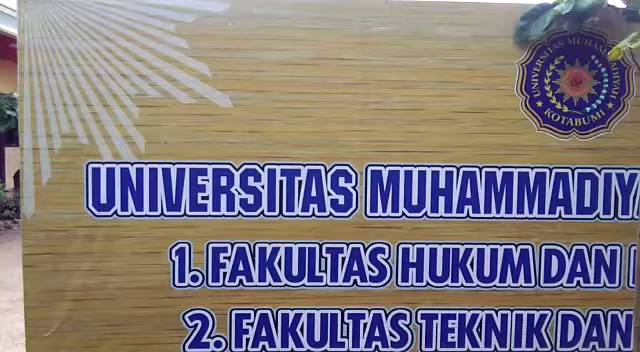 UNIVERSITAS MUHAMMADIYAH
KOTABUMI
UNIVERSITAS MUHAMMADIY
1. FAKULTAS HUKUM DAN
2. FAKULTAS TEKNIK DAN